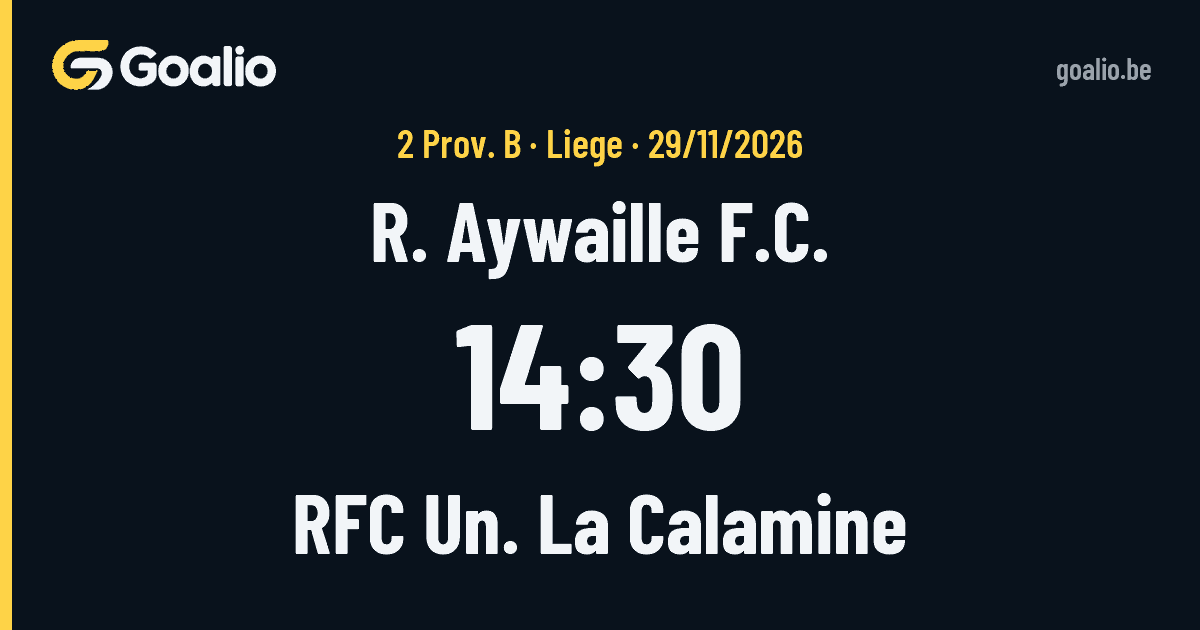 Goalio
goalio.be
2 Prov. B · Liege · 29/11/2026
R. Aywaille F.C.
14:30
RFC Un. La Calamine